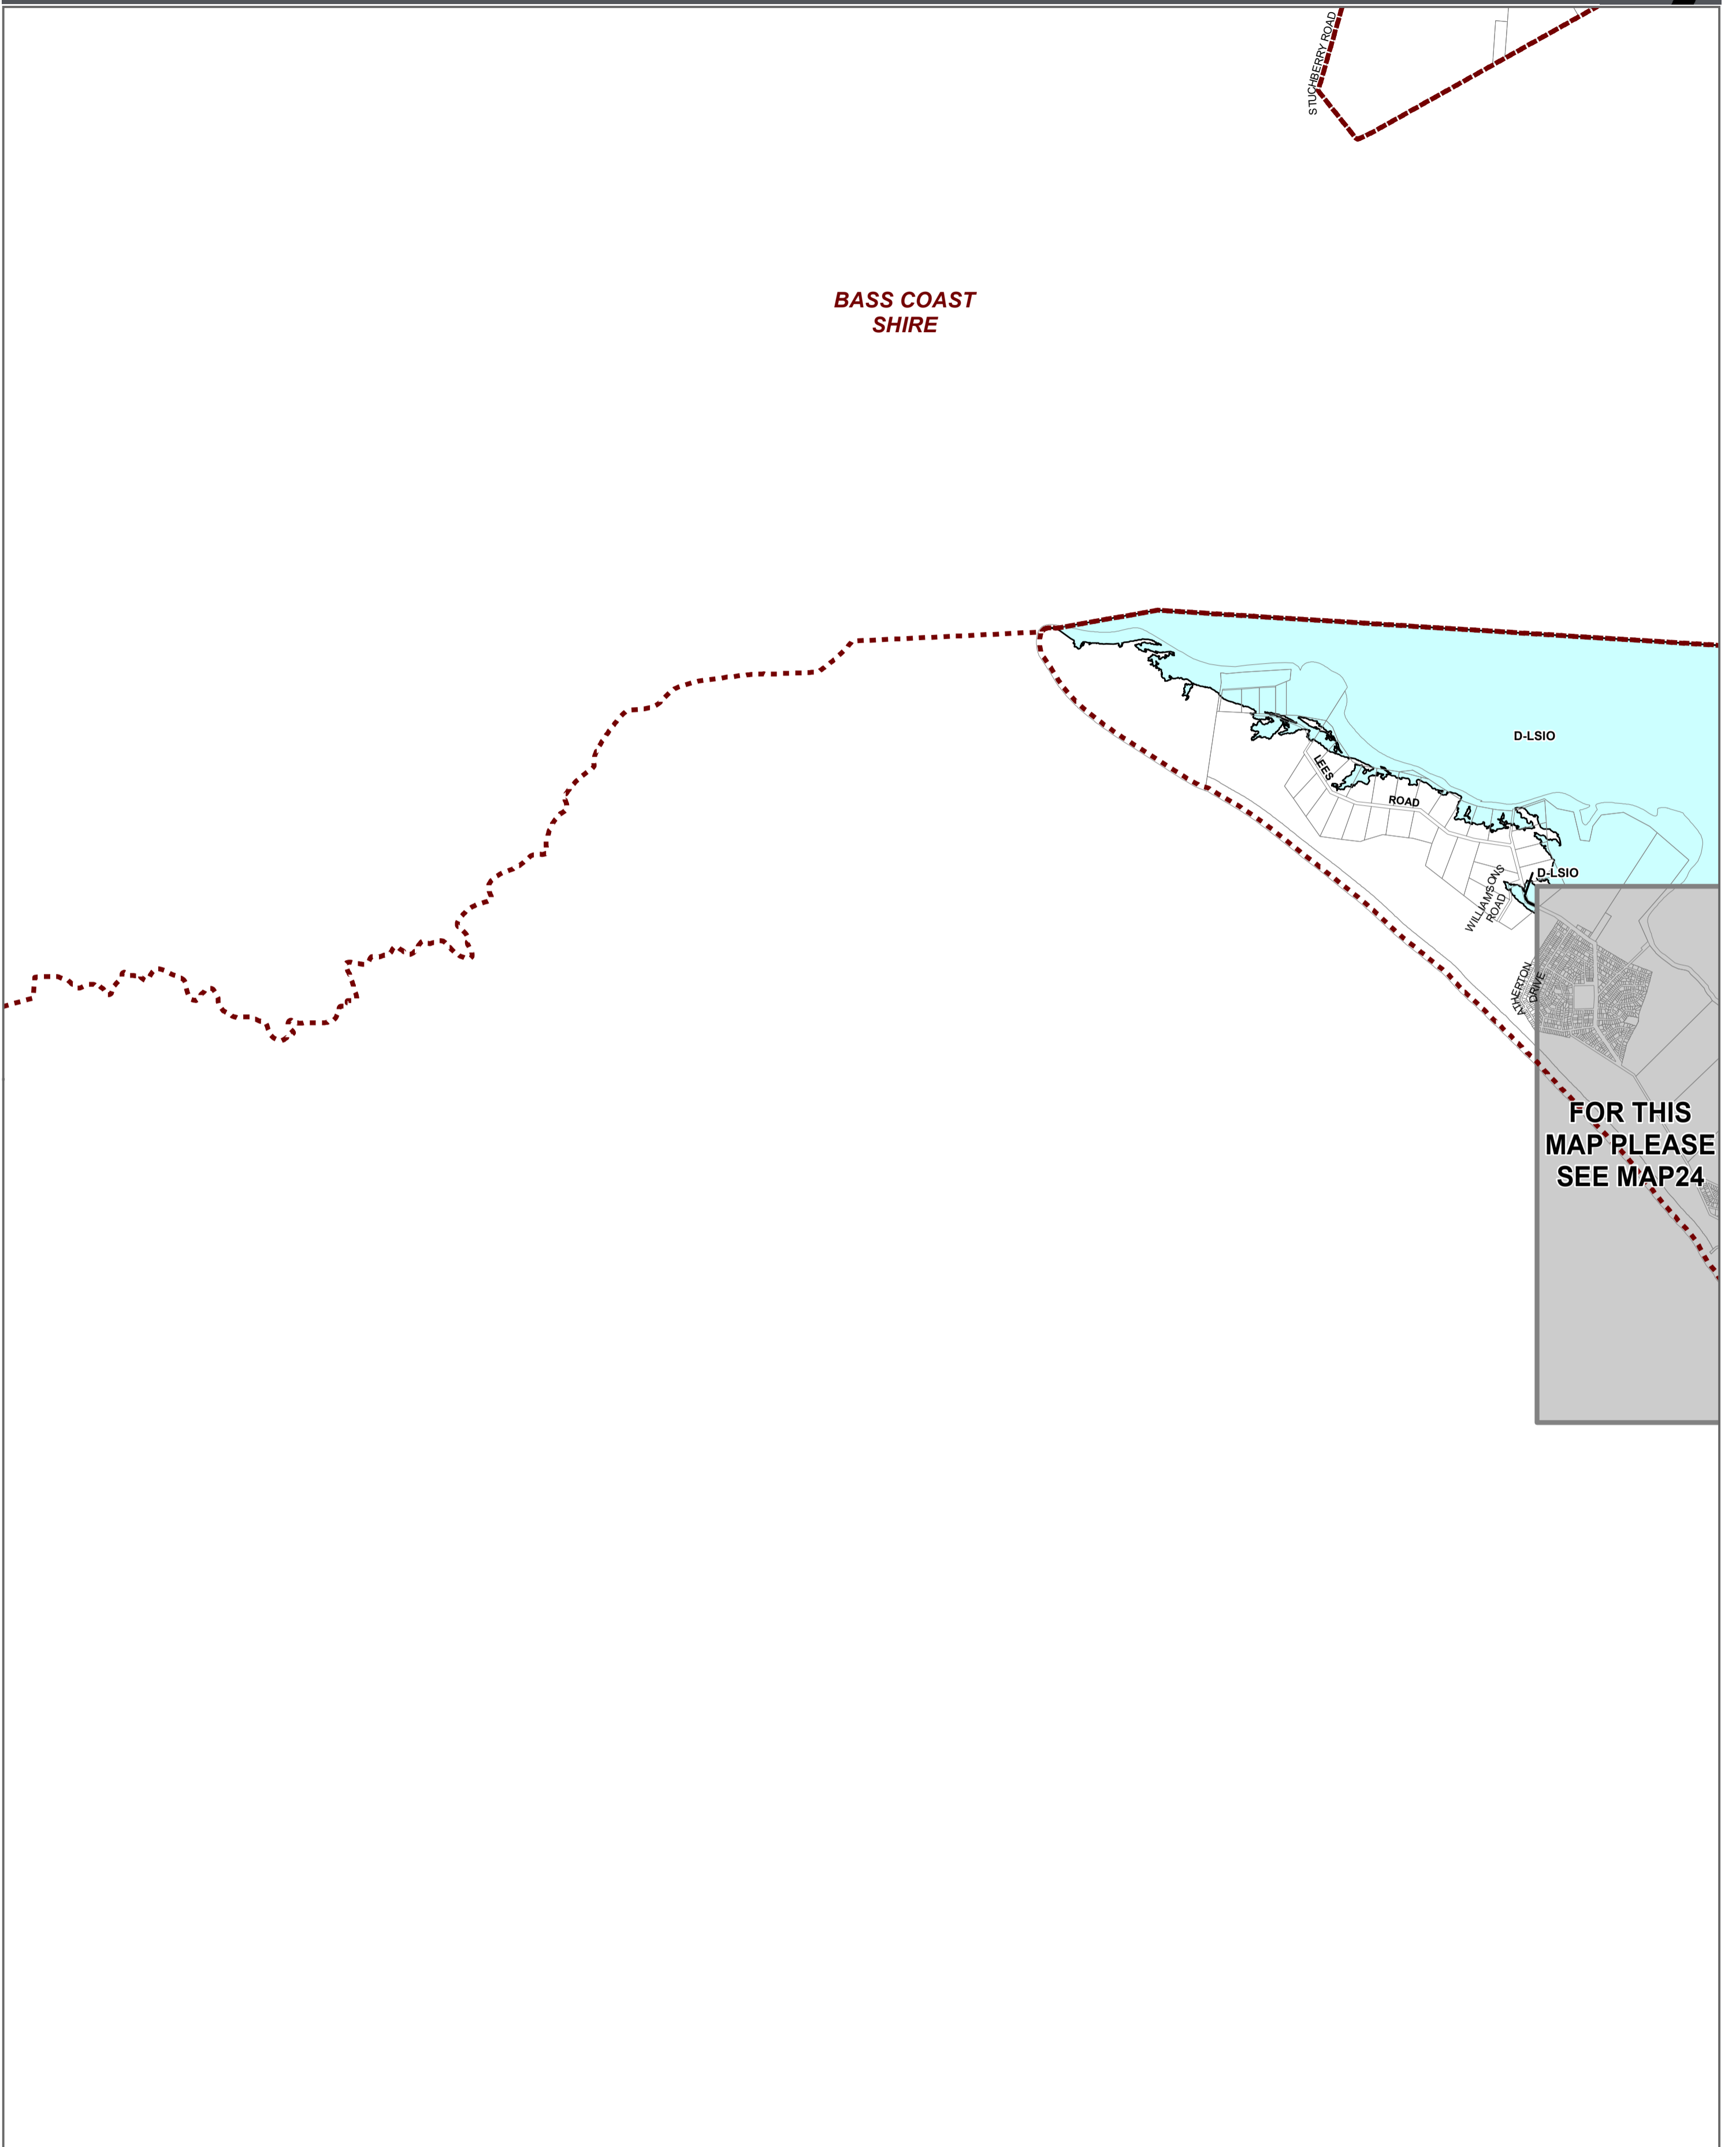 STUCHBERRY ROAD
BASS COAST
SHIRE
D-LSIO
LEES
ROAD
D-LSIO
WILLIAMSONS
ROAD
ATHERTON
DRIVE
FOR THIS
MAP PLEASE
SEE MAP24